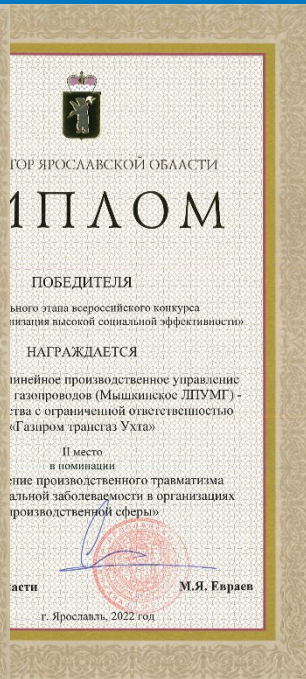 ТОР ЯРОСЛАВСКОЙ ОБЛАСТИ
ИПЛОМ
ПОБЕДИТЕЛЯ
ьного этапа всероссийского конкурса
низация высокой социальной эффективности»
НАГРАЖДАЕТСЯ
линейное производственное управление
газопроводов (Мышкинское ЛПУМГ) -
ства с ограниченной ответственностью
«Газпром трансгаз Ухта»
II место
в номинации
ение производственного травматизма
альной заболеваемости в организациях
производственной сферы»
ласти М.Я. Евраев
г. Ярославль, 2022 год